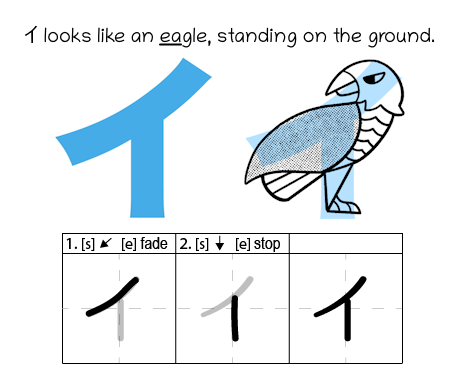 イ looks like an eagle, standing on the ground.
イ
1. [s] ↙ [e] fade 2. [s] ↓ [e] stop
イ イ イ